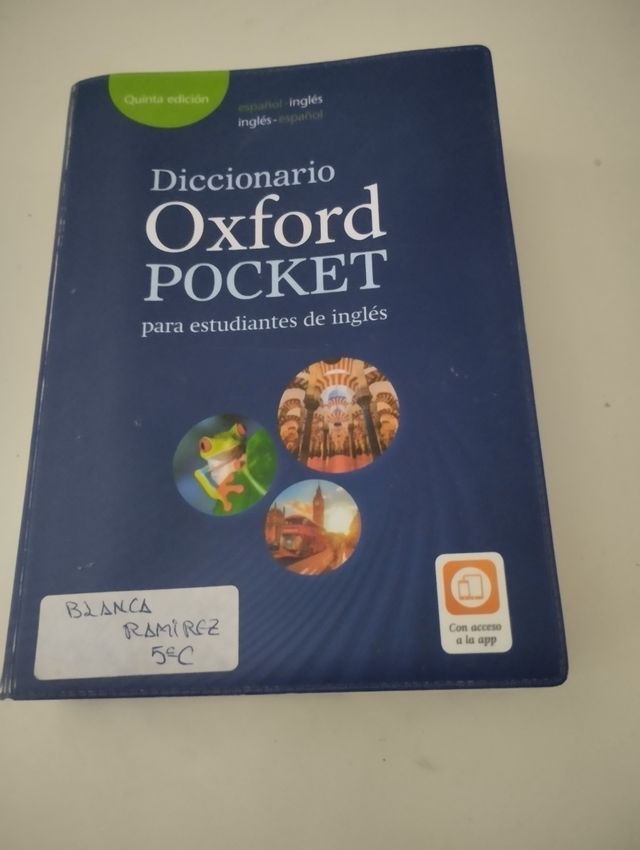 Quinta edición
español-inglés
inglés-español
Diccionario
Oxford
POCKET
para estudiantes de inglés
BLANCA
RAMÍREZ
5ºC
Con acceso
a la app